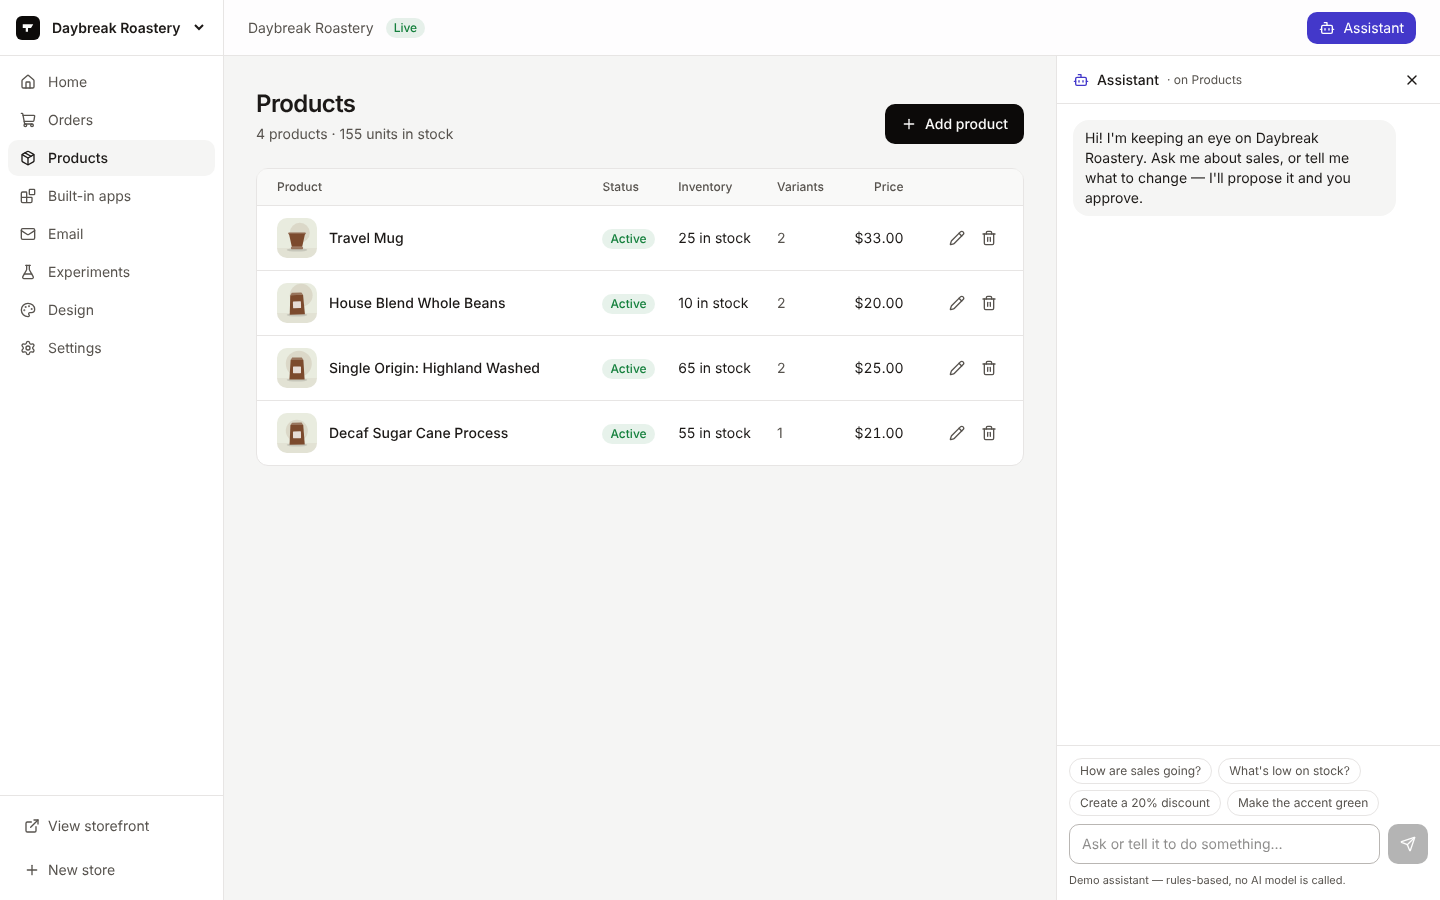 Daybreak Roastery
Home
Orders
Products
Built-in apps
Email
Experiments
Design
Settings
View storefront
New store
Daybreak Roastery Live
Assistant
Products
4 products · 155 units in stock
Add product
Product Status Inventory Variants Price
Travel Mug Active 25 in stock 2 $33.00
House Blend Whole Beans Active 10 in stock 2 $20.00
Single Origin: Highland Washed Active 65 in stock 2 $25.00
Decaf Sugar Cane Process Active 55 in stock 1 $21.00
Assistant · on Products
Hi! I'm keeping an eye on Daybreak
Roastery. Ask me about sales, or tell me
what to change — I'll propose it and you
approve.
How are sales going? What's low on stock?
Create a 20% discount Make the accent green
Ask or tell it to do something...
Demo assistant — rules-based, no AI model is called.